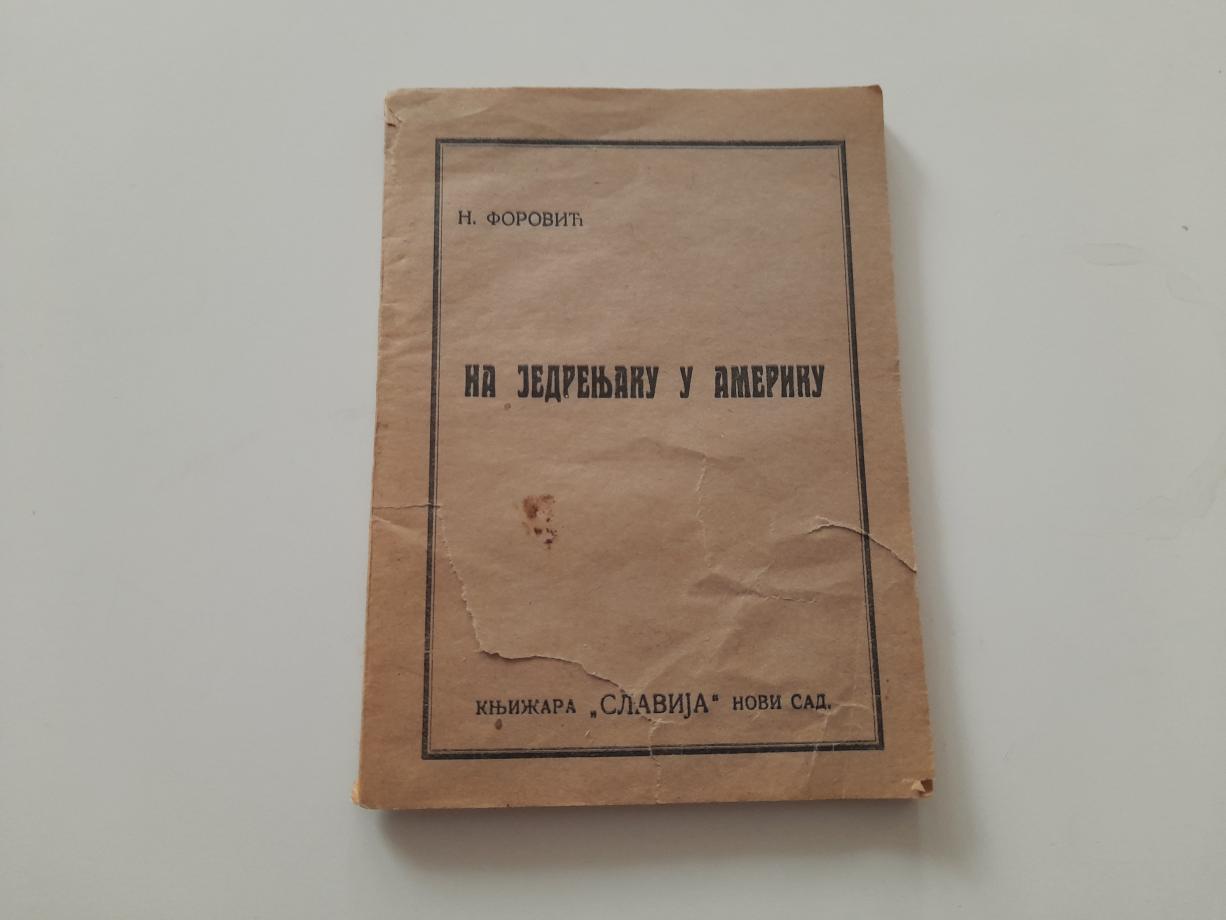 Н. ФОРОВИЋ
НА ЈЕДРЕЊАКУ У АМЕРИКУ
КЊИЖАРА „СЛАВИЈА“ НОВИ САД.